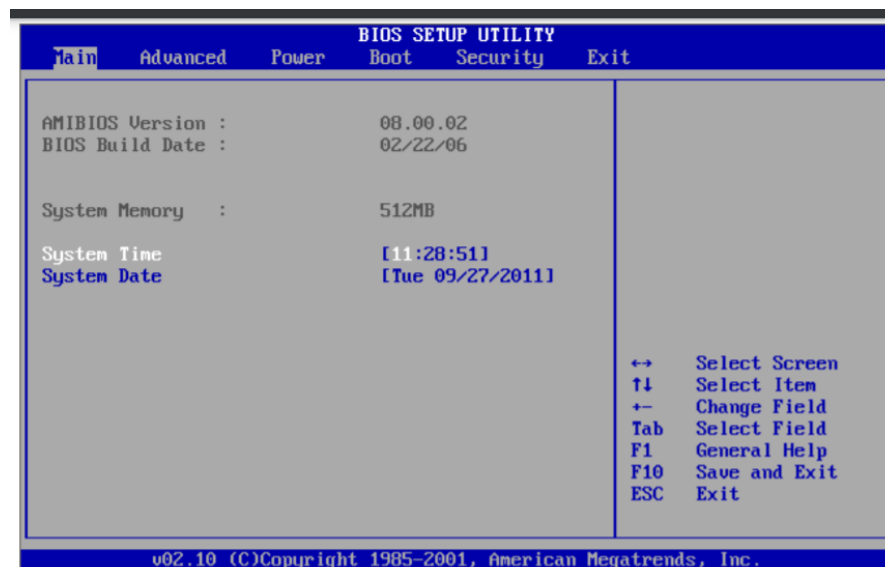 BIOS SETUP UTILITY
Main Advanced Power Boot Security Exit
AMIBIOS Version : 08.00.02
BIOS Build Date : 02/22/06
System Memory : 512MB
System Time [11:28:51]
System Date [Tue 09/27/2011]
↔ Select Screen
↑↓ Select Item
+- Change Field
Tab Select Field
F1 General Help
F10 Save and Exit
ESC Exit
v02.10 (C)Copyright 1985-2001, American Megatrends, Inc.